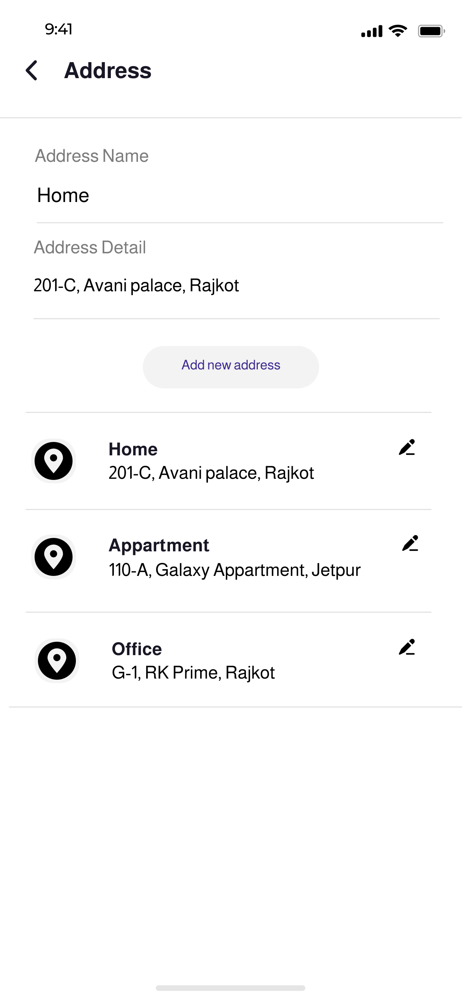 9:41
Address
Address Name
Home
Address Detail
201-C, Avani palace, Rajkot
Add new address
Home
201-C, Avani palace, Rajkot
Appartment
110-A, Galaxy Appartment, Jetpur
Office
G-1, RK Prime, Rajkot